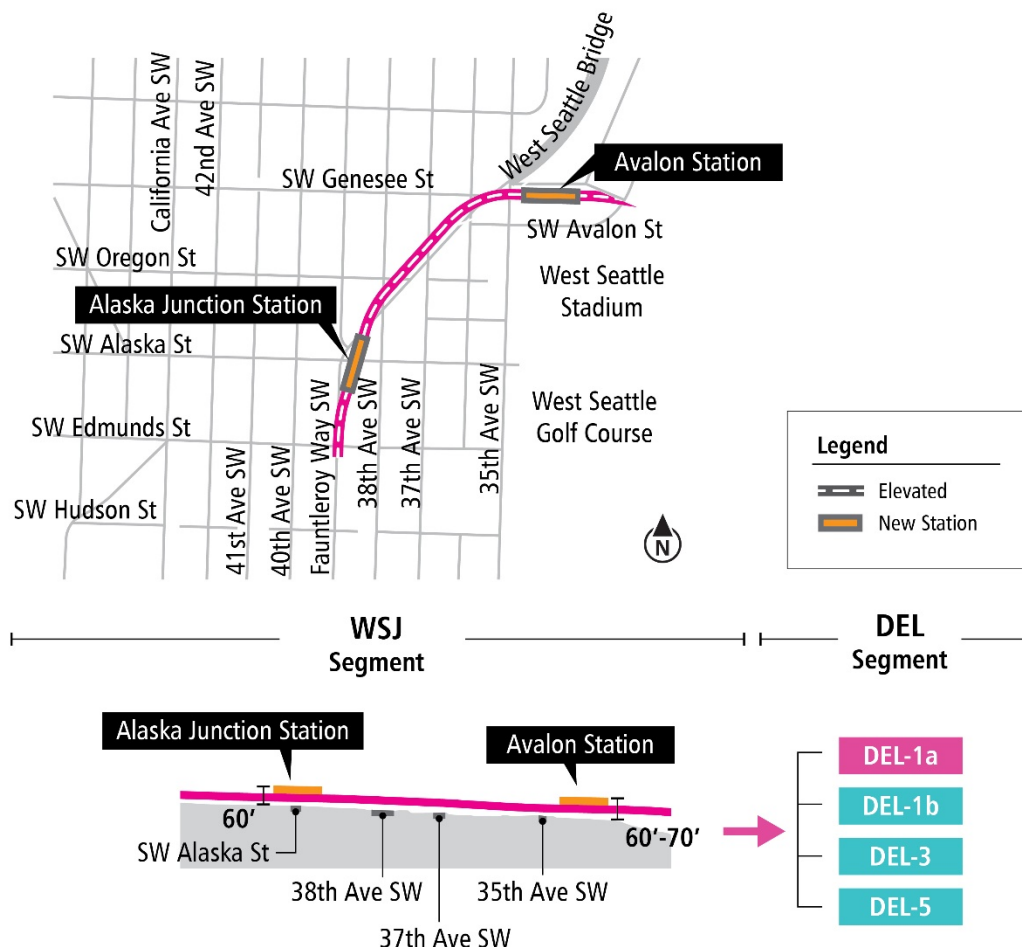 California Ave SW
42nd Ave SW
West Seattle Bridge
Avalon Station
SW Genesee St
SW Avalon St
SW Oregon St
West Seattle
Stadium
Alaska Junction Station
SW Alaska St
West Seattle
Golf Course
SW Edmunds St
SW Hudson St
41st Ave SW
40th Ave SW
Fauntleroy Way SW
38th Ave SW
37th Ave SW
35th Ave SW
N
Legend
Elevated
New Station
WSJ
Segment
DEL
Segment
Alaska Junction Station
Avalon Station
60’
60’-70’
SW Alaska St
38th Ave SW
35th Ave SW
37th Ave SW
DEL-1a
DEL-1b
DEL-3
DEL-5